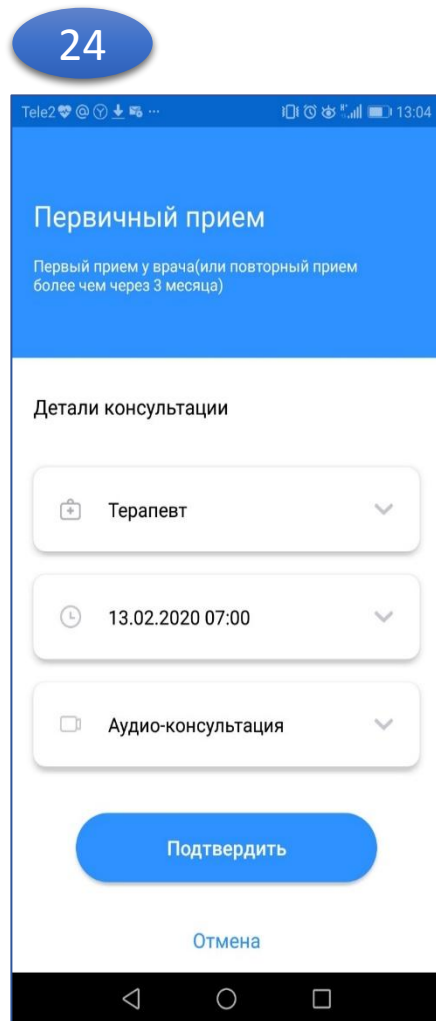 24
Tele2 13:04
Первичный прием
Первый прием у врача(или повторный прием
более чем через 3 месяца)
Детали консультации
Терапевт
13.02.2020 07:00
Аудио-консультация
Подтвердить
Отмена